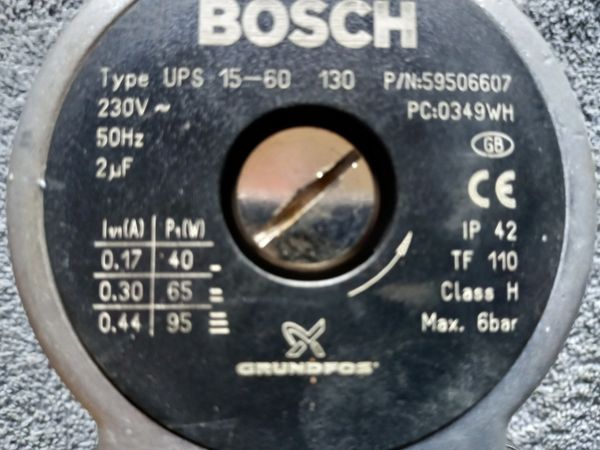 BOSCH
Type UPS 15-60 130 P/N:59506607
230V ~ PC:0349WH
50Hz GB
2µF CE
I₁/₁(A) P₁(W) IP 42
0.17 40 TF 110
0.30 65 Class H
0.44 95 Max. 6bar
GRUNDFOS